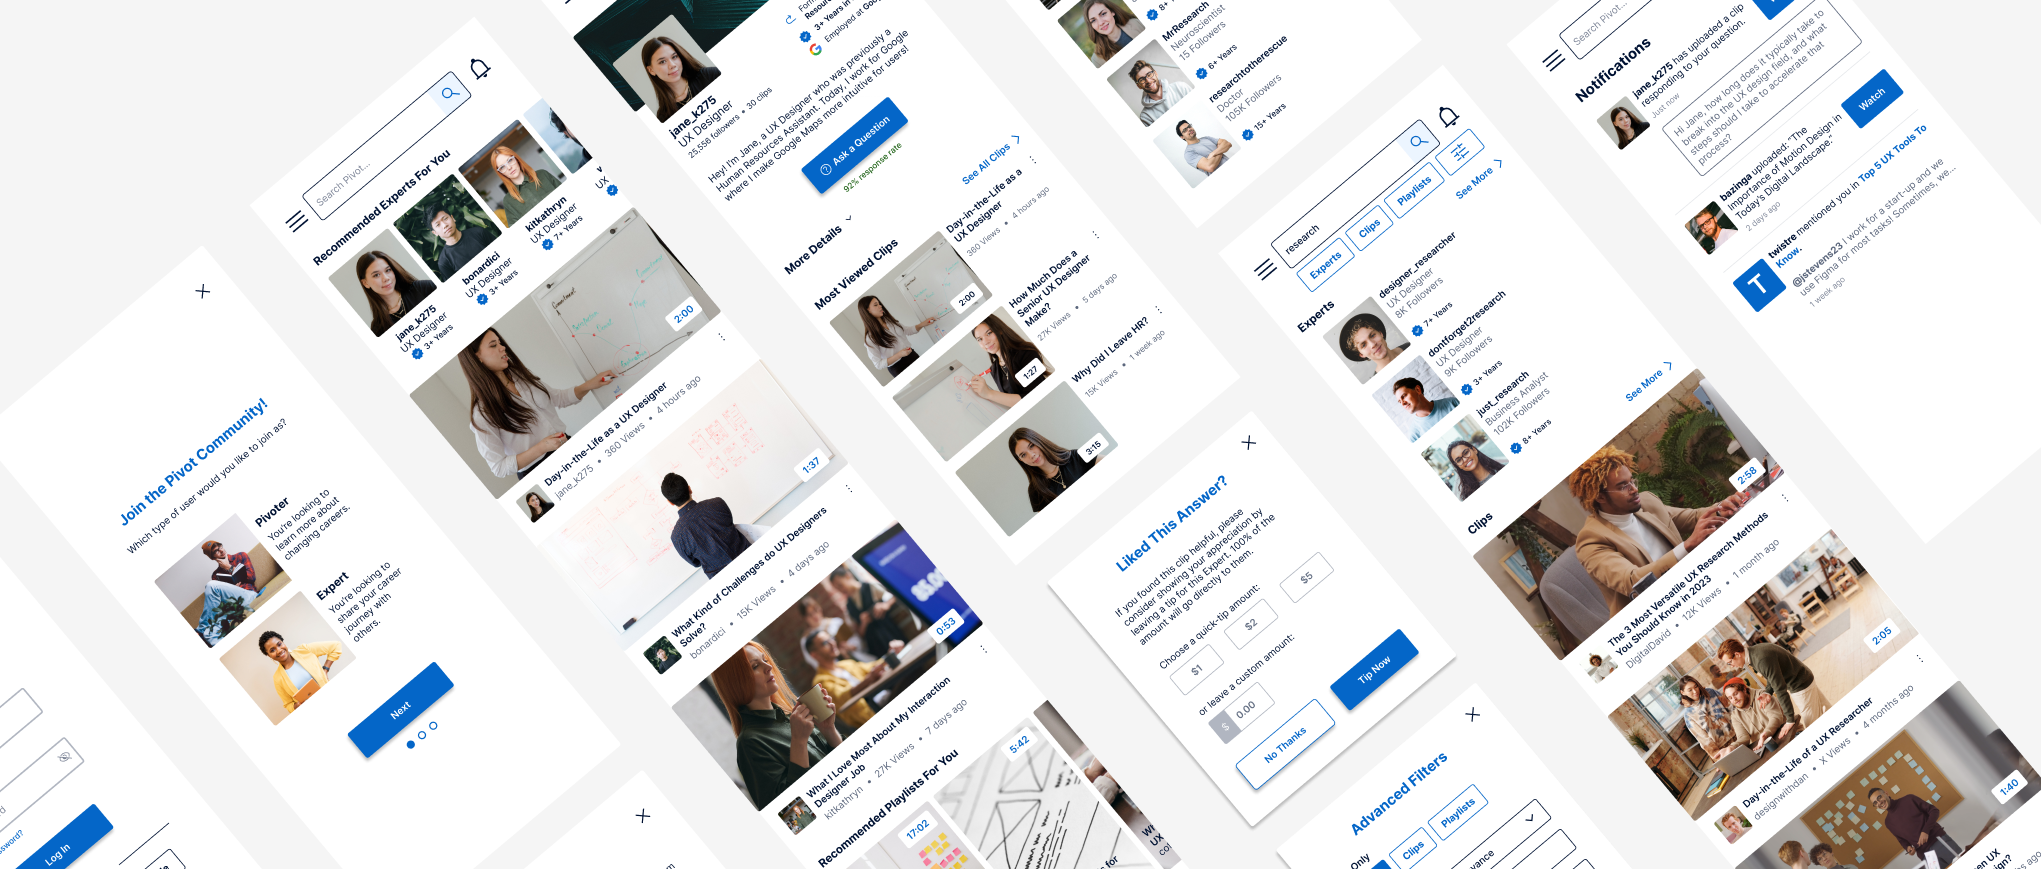 Log In
Join the Pivot Community!
Which type of user would you like to join as?
Pivoter
You're looking to
learn more about
changing careers.
Expert
You're looking to
share your career
journey with
others.
Next
Search Pivot...
Recommended Experts For You
jane_k275
UX Designer
3+ Years
bonardici
UX Designer
3+ Years
kitkathryn
UX Designer
7+ Years
UX
2:00
Day-in-the-Life as a UX Designer
jane_k275 • 360 Views • 4 hours ago
1:37
What Kind of Challenges do UX Designers
Solve?
bonardici • 15K Views • 4 days ago
0:53
What I Love Most About My Interaction
Designer Job
kitkathryn • 27K Views • 7 days ago
Recommended Playlists For You
17:02
5:42
3+ Years in
Employed at
jane_k275
UX Designer
25,556 followers • 30 clips
Hey! I'm Jane, a UX Designer who was previously a
Human Resources Assistant. Today, I work for Google
where I make Google Maps more intuitive for users!
Ask a Question
92% response rate
More Details
See All Clips
Most Viewed Clips
2:00
Day-in-the-Life as a
UX Designer
360 Views • 4 hours ago
1:27
How Much Does a
Senior UX Designer
Make?
27K Views • 5 days ago
3:15
Why Did I Leave HR?
15K Views • 1 week ago
8+
MrResearch
Neuroscientist
15 Followers
6+ Years
researchtotherescue
Doctor
105K Followers
15+ Years
Liked This Answer?
If you found this clip helpful, please
consider showing your appreciation by
leaving a tip for this Expert. 100% of the
amount will go directly to them.
Choose a quick-tip amount:
$1
$2
$5
or leave a custom amount:
$ 0.00
No Thanks
Tip Now
research
Experts
Clips
Playlists
Experts
See More
designer_researcher
UX Designer
8K Followers
7+ Years
dontforget2research
UX Designer
9K Followers
3+ Years
just_research
Business Analyst
102K Followers
8+ Years
Clips
See More
2:58
The 3 Most Versatile UX Research Methods
You Should Know in 2023
DigitalDavid • 12K Views • 1 month ago
2:05
Day-in-the-Life of a UX Researcher
designwithdan • X Views • 4 months ago
1:40
Advanced Filters
Only
Clips
Playlists
Search Pivot...
Notifications
jane_k275 has uploaded a clip
responding to your question.
Just now
Hi Jane, how long does it typically take to
break into the UX design field, and what
steps should I take to accelerate that
process?
bazinga uploaded: "The
Importance of Motion Design in
Today's Digital Landscape."
2 days ago
Watch
T
twistre mentioned you in Top 5 UX Tools To
Know.
@jstevens23 I work for a start-up and we
use Figma for most tasks! Sometimes, we...
1 week ago